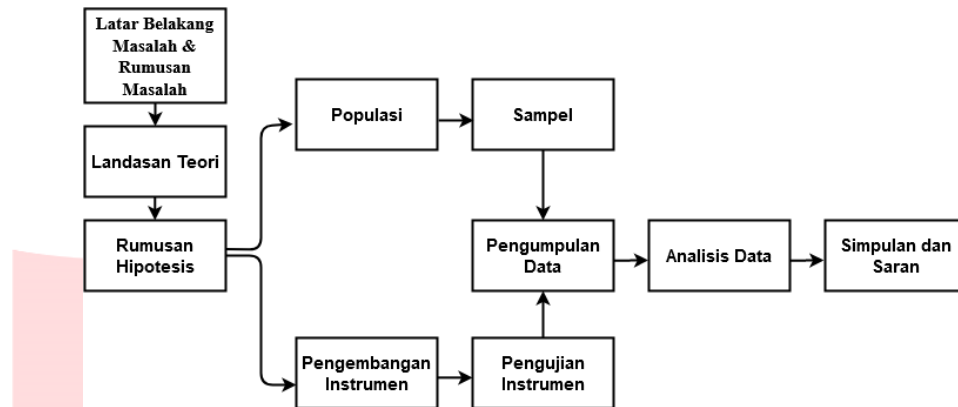 Latar Belakang
Masalah &
Rumusan
Masalah
Landasan Teori
Rumusan
Hipotesis
Populasi
Sampel
Pengembangan
Instrumen
Pengujian
Instrumen
Pengumpulan
Data
Analisis Data
Simpulan dan
Saran